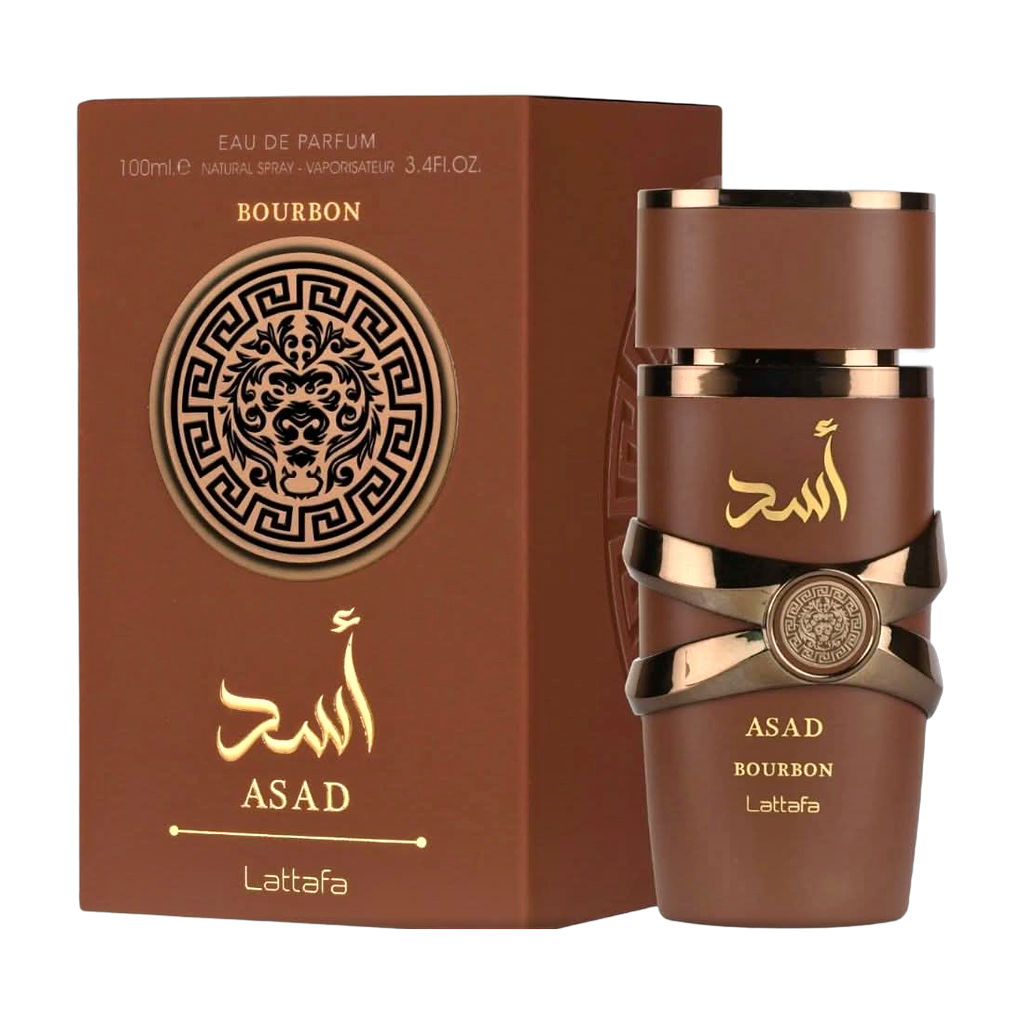 EAU DE PARFUM
100ml.℮ NATURAL SPRAY - VAPORISATEUR 3.4FL.OZ.
BOURBON
أسد
ASAD
Lattafa
أسد
ASAD
BOURBON
Lattafa